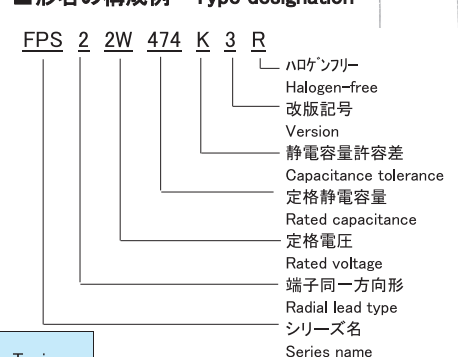 ■形名の構成例 Type designation
FPS 2 2W 474 K 3 R
ﾊﾛｹﾞﾝﾌﾘｰ
Halogen-free
改版記号
Version
静電容量許容差
Capacitance tolerance
定格静電容量
Rated capacitance
定格電圧
Rated voltage
端子同一方向形
Radial lead type
シリーズ名
Series name